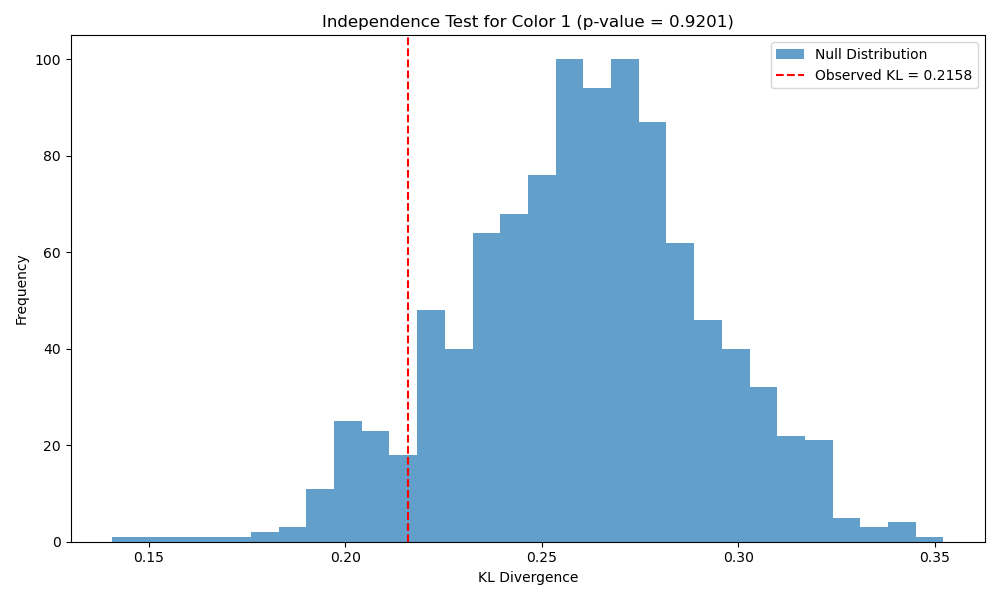 Independence Test for Color 1 (p-value = 0.9201)
Null Distribution
Observed KL = 0.2158
Frequency
100
80
60
40
20
0
0.15 0.20 0.25 0.30 0.35
KL Divergence